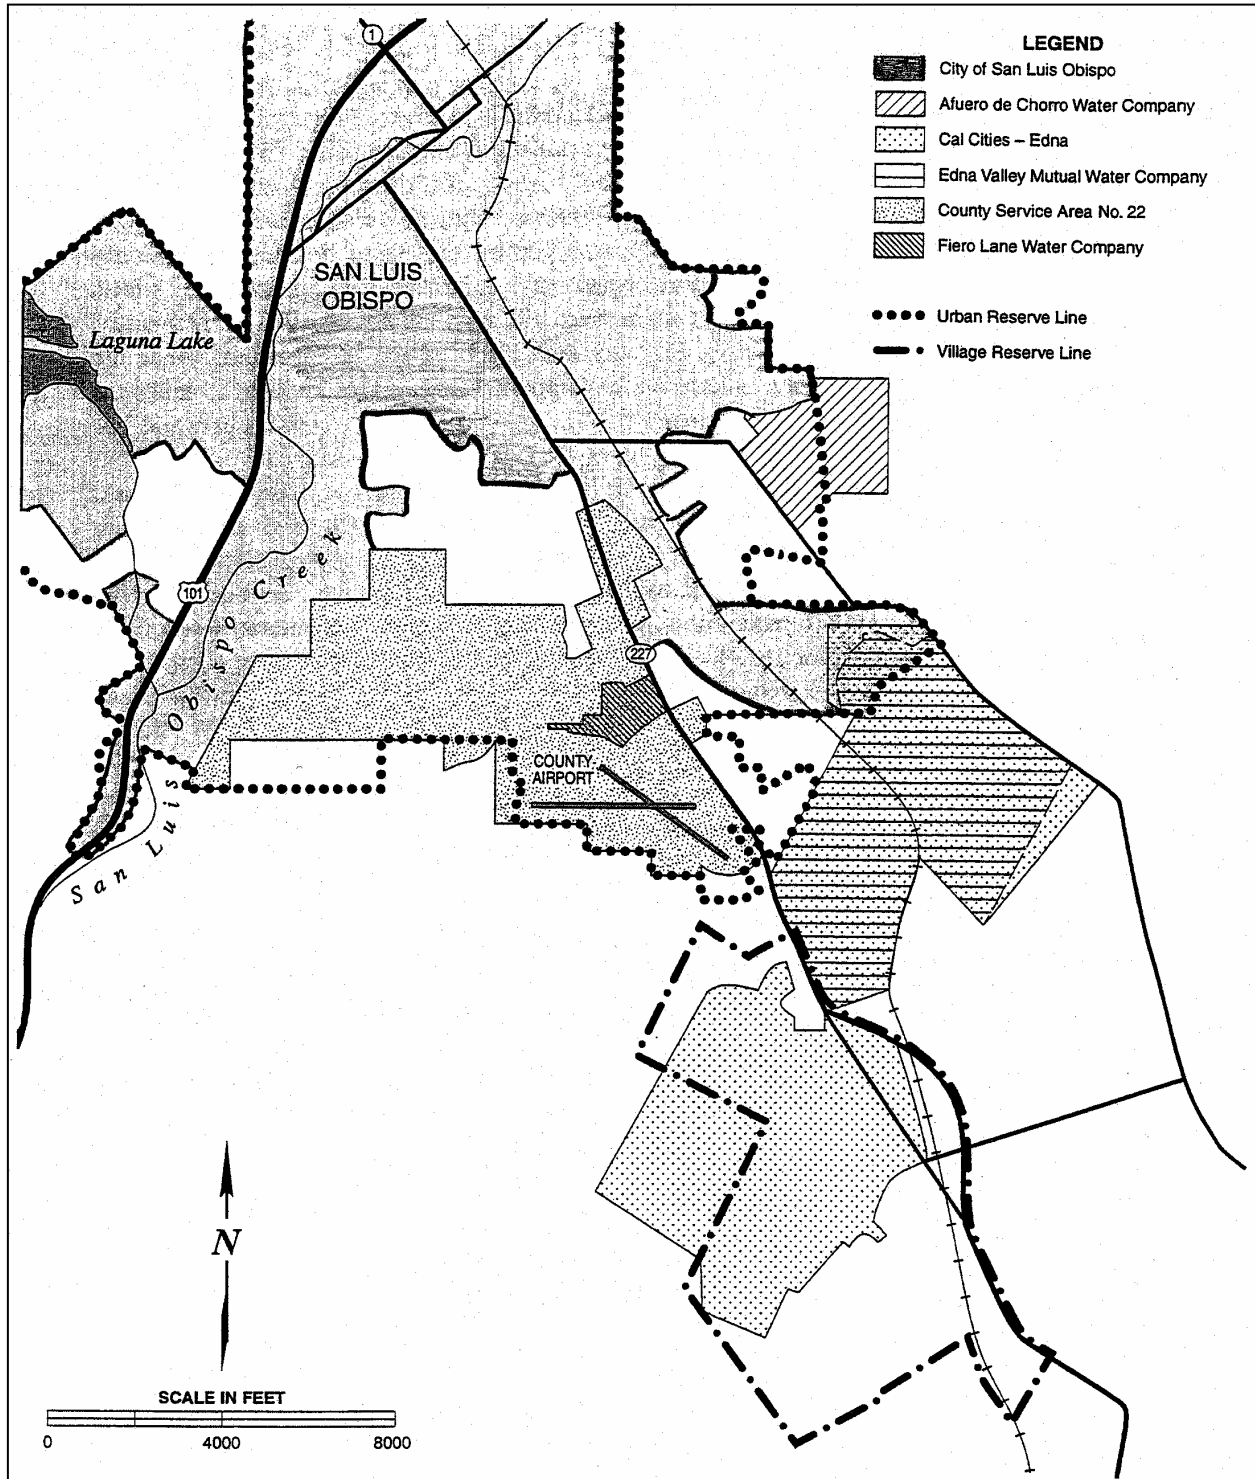 LEGEND
City of San Luis Obispo
Afuero de Chorro Water Company
Cal Cities – Edna
Edna Valley Mutual Water Company
County Service Area No. 22
Fiero Lane Water Company
Urban Reserve Line
Village Reserve Line
1
SAN LUIS
OBISPO
Laguna Lake
101
227
San Luis Obispo Creek
COUNTY
AIRPORT
N
SCALE IN FEET
0 4000 8000